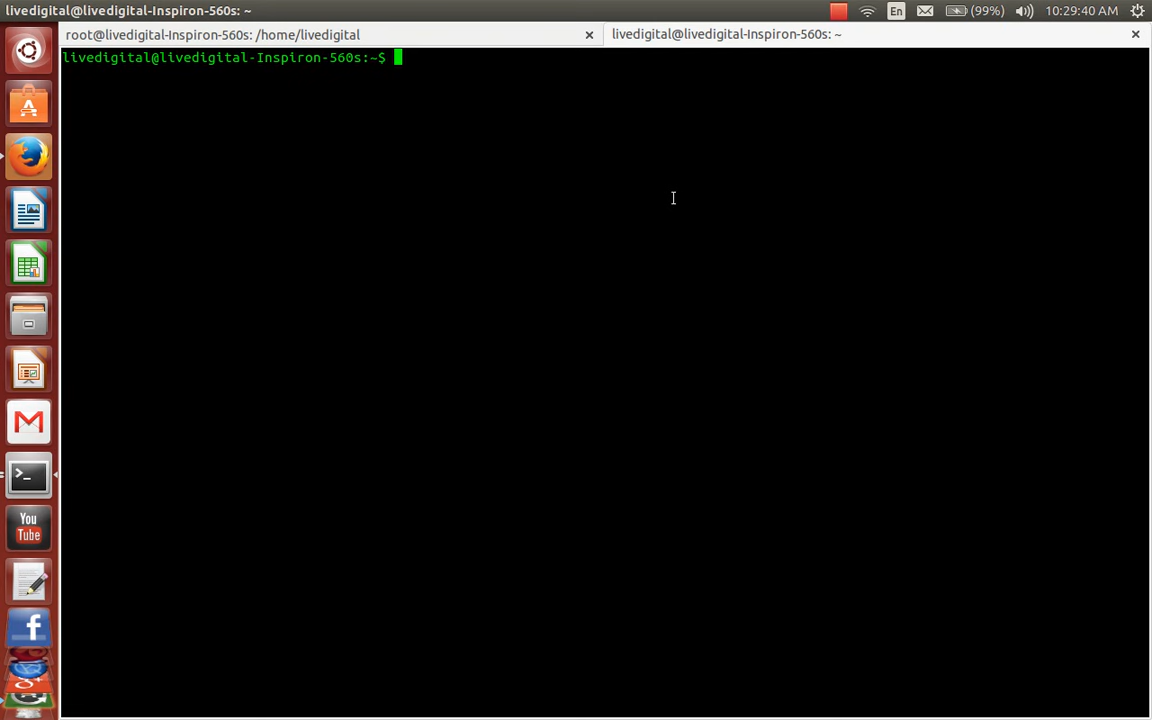 livedigital@livedigital-Inspiron-560s: ~
En
(99%)
10:29:40 AM
root@livedigital-Inspiron-560s: /home/livedigital
livedigital@livedigital-Inspiron-560s: ~
livedigital@livedigital-Inspiron-560s:~$
>_
You
Tube
f